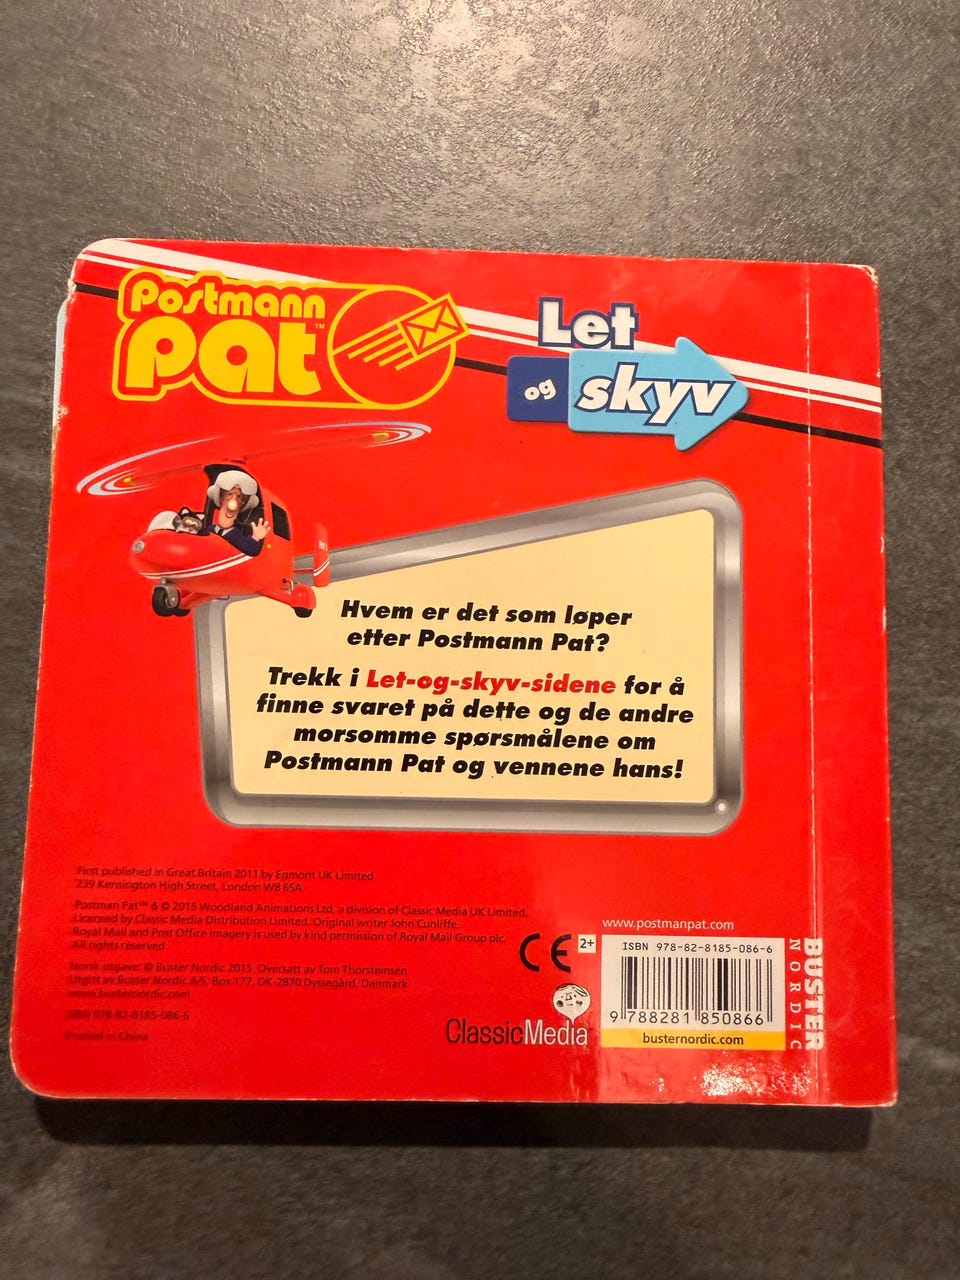 Postmann
pat™
Let
og skyv
Hvem er det som løper
etter Postmann Pat?
Trekk i Let-og-skyv-sidene for å
finne svaret på dette og de andre
morsomme spørsmålene om
Postmann Pat og vennene hans!
First published in Great Britain 2011 by Egmont UK Limited
239 Kensington High Street, London W8 6SA
Postman Pat™ & © 2015 Woodland Animations Ltd, a division of Classic Media UK Limited.
Licensed by Classic Media Distribution Limited. Original writer John Cunliffe.
Royal Mail and Post Office imagery is used by kind permission of Royal Mail Group plc.
All rights reserved
Norsk utgave: © Buster Nordic 2015. Oversatt av Tom Thorsteinsen.
Utgitt av Buster Nordic A/S, Box 177, DK-2870 Dyssegård, Danmark
www.busternordic.com
ISBN 978-82-8185-086-6
Printed in China
www.postmanpat.com
CE
2+
ISBN 978-82-8185-086-6
9 788281 850866
busternordic.com
BUSTER
NORDIC
ClassicMedia